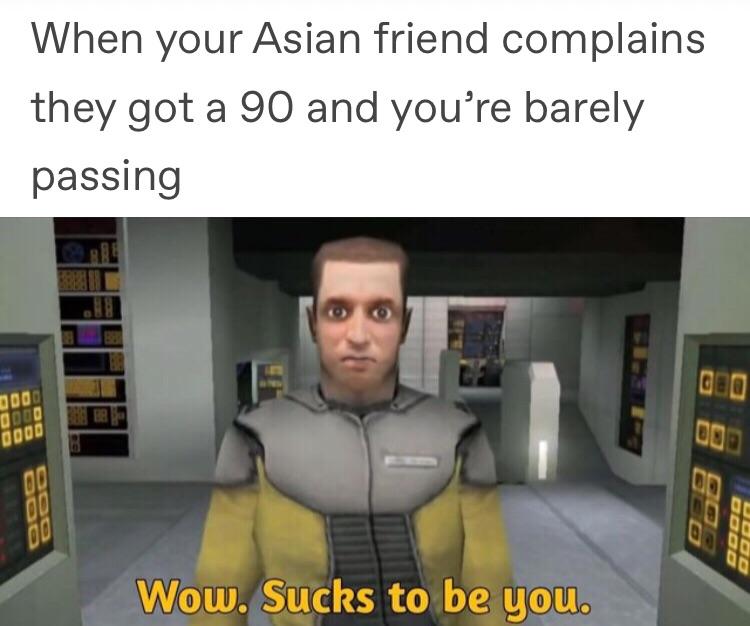 When your Asian friend complains
they got a 90 and you’re barely
passing
Wow. Sucks to be you.